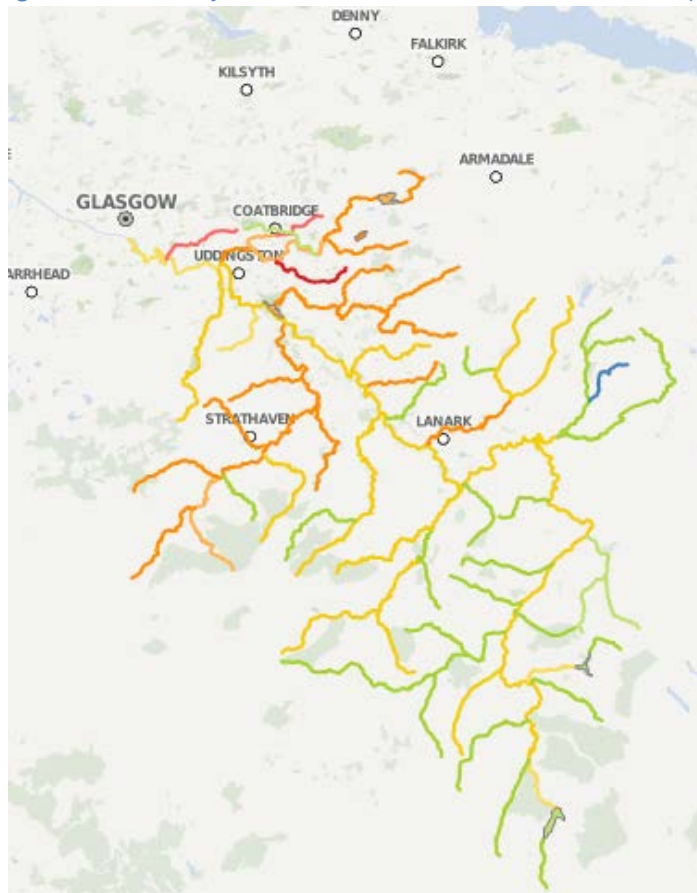 DENNY
FALKIRK
KILSYTH
ARMADALE
GLASGOW
COATBRIDGE
UDDINGSTON
ARRHEAD
STRATHAVEN
LANARK